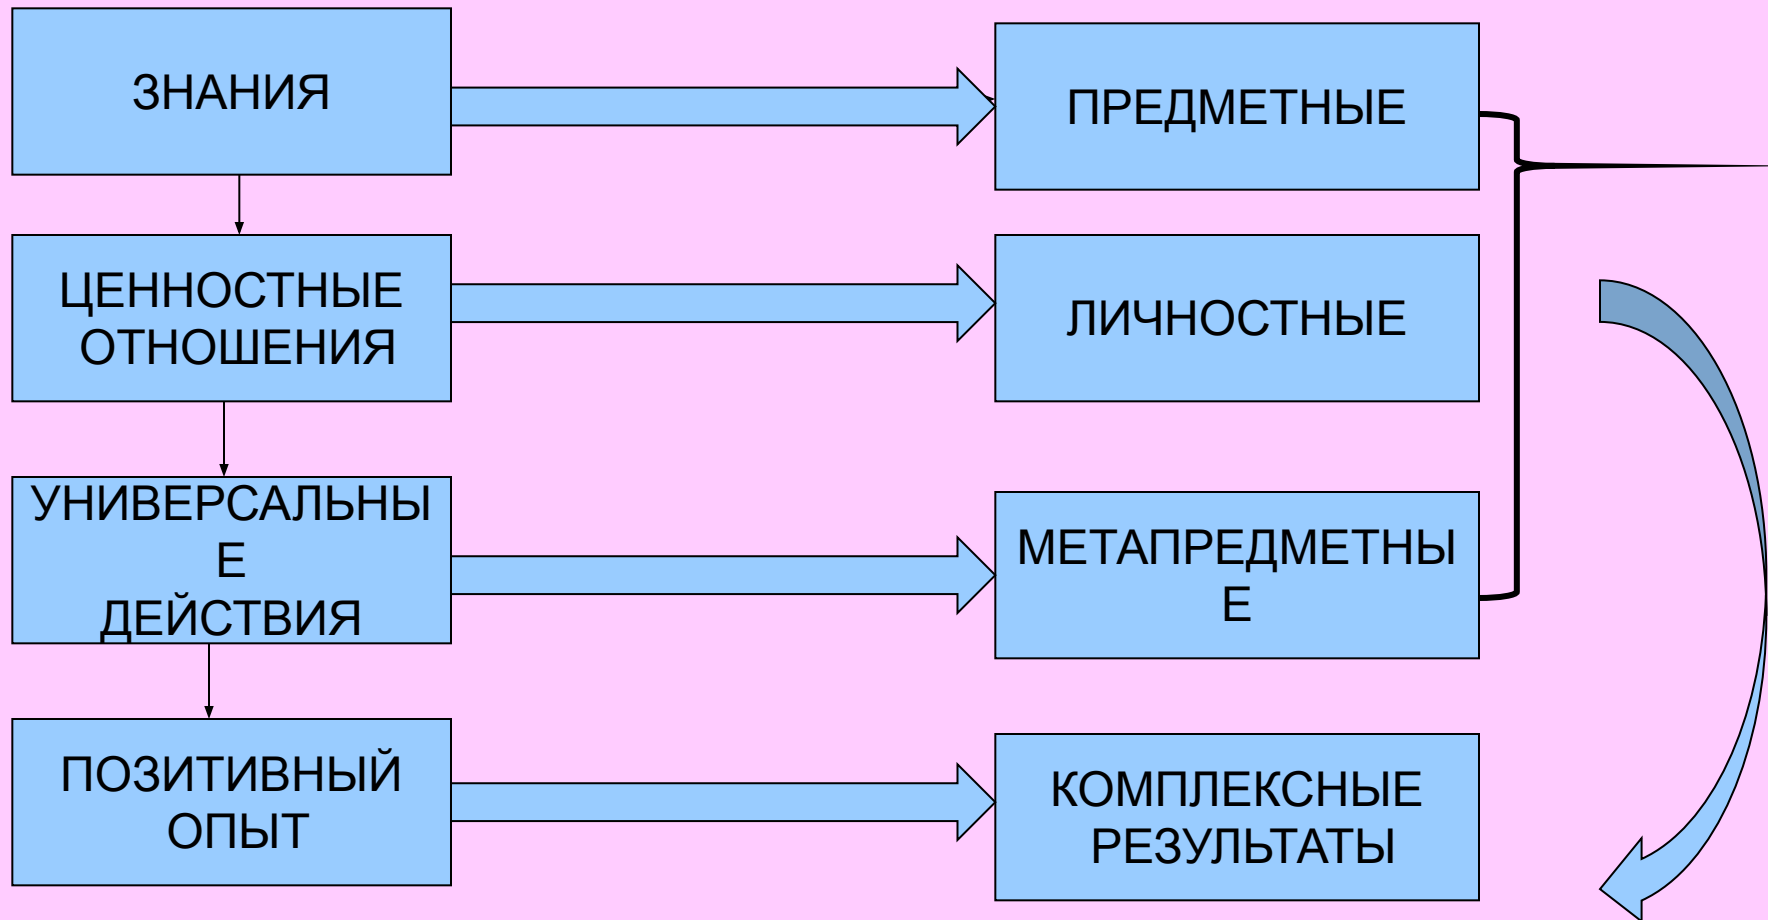 ЗНАНИЯ
ПРЕДМЕТНЫЕ
ЦЕННОСТНЫЕ
ОТНОШЕНИЯ
ЛИЧНОСТНЫЕ
УНИВЕРСАЛЬНЫ
Е
ДЕЙСТВИЯ
МЕТАПРЕДМЕТНЫ
Е
ПОЗИТИВНЫЙ
ОПЫТ
КОМПЛЕКСНЫЕ
РЕЗУЛЬТАТЫ